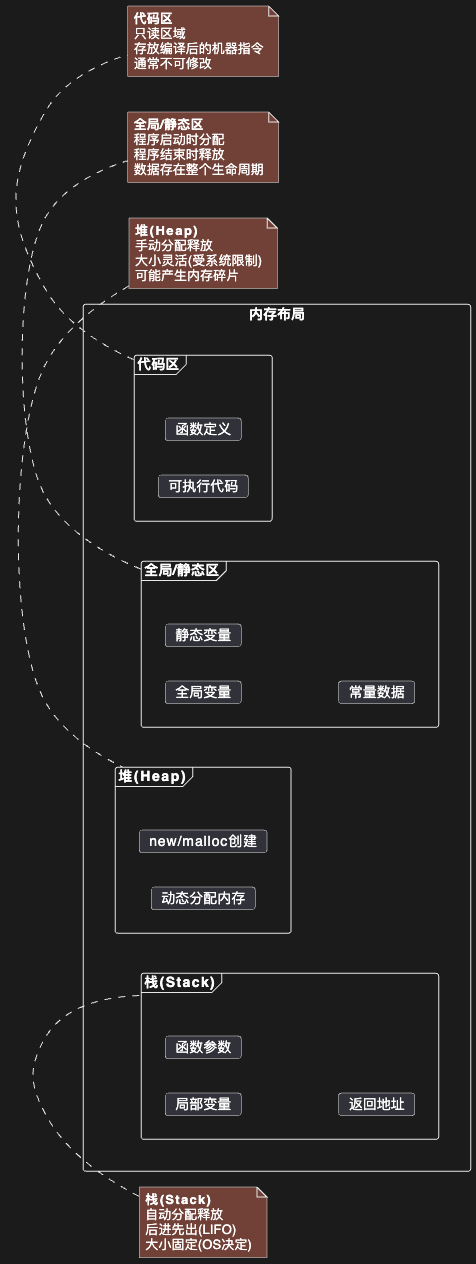 代码区
只读区域
存放编译后的机器指令
通常不可修改
全局/静态区
程序启动时分配
程序结束时释放
数据存在整个生命周期
堆(Heap)
手动分配释放
大小灵活(受系统限制)
可能产生内存碎片
内存布局
代码区
函数定义
可执行代码
全局/静态区
静态变量
全局变量
常量数据
堆(Heap)
new/malloc创建
动态分配内存
栈(Stack)
函数参数
局部变量
返回地址
栈(Stack)
自动分配释放
后进先出(LIFO)
大小固定(OS决定)